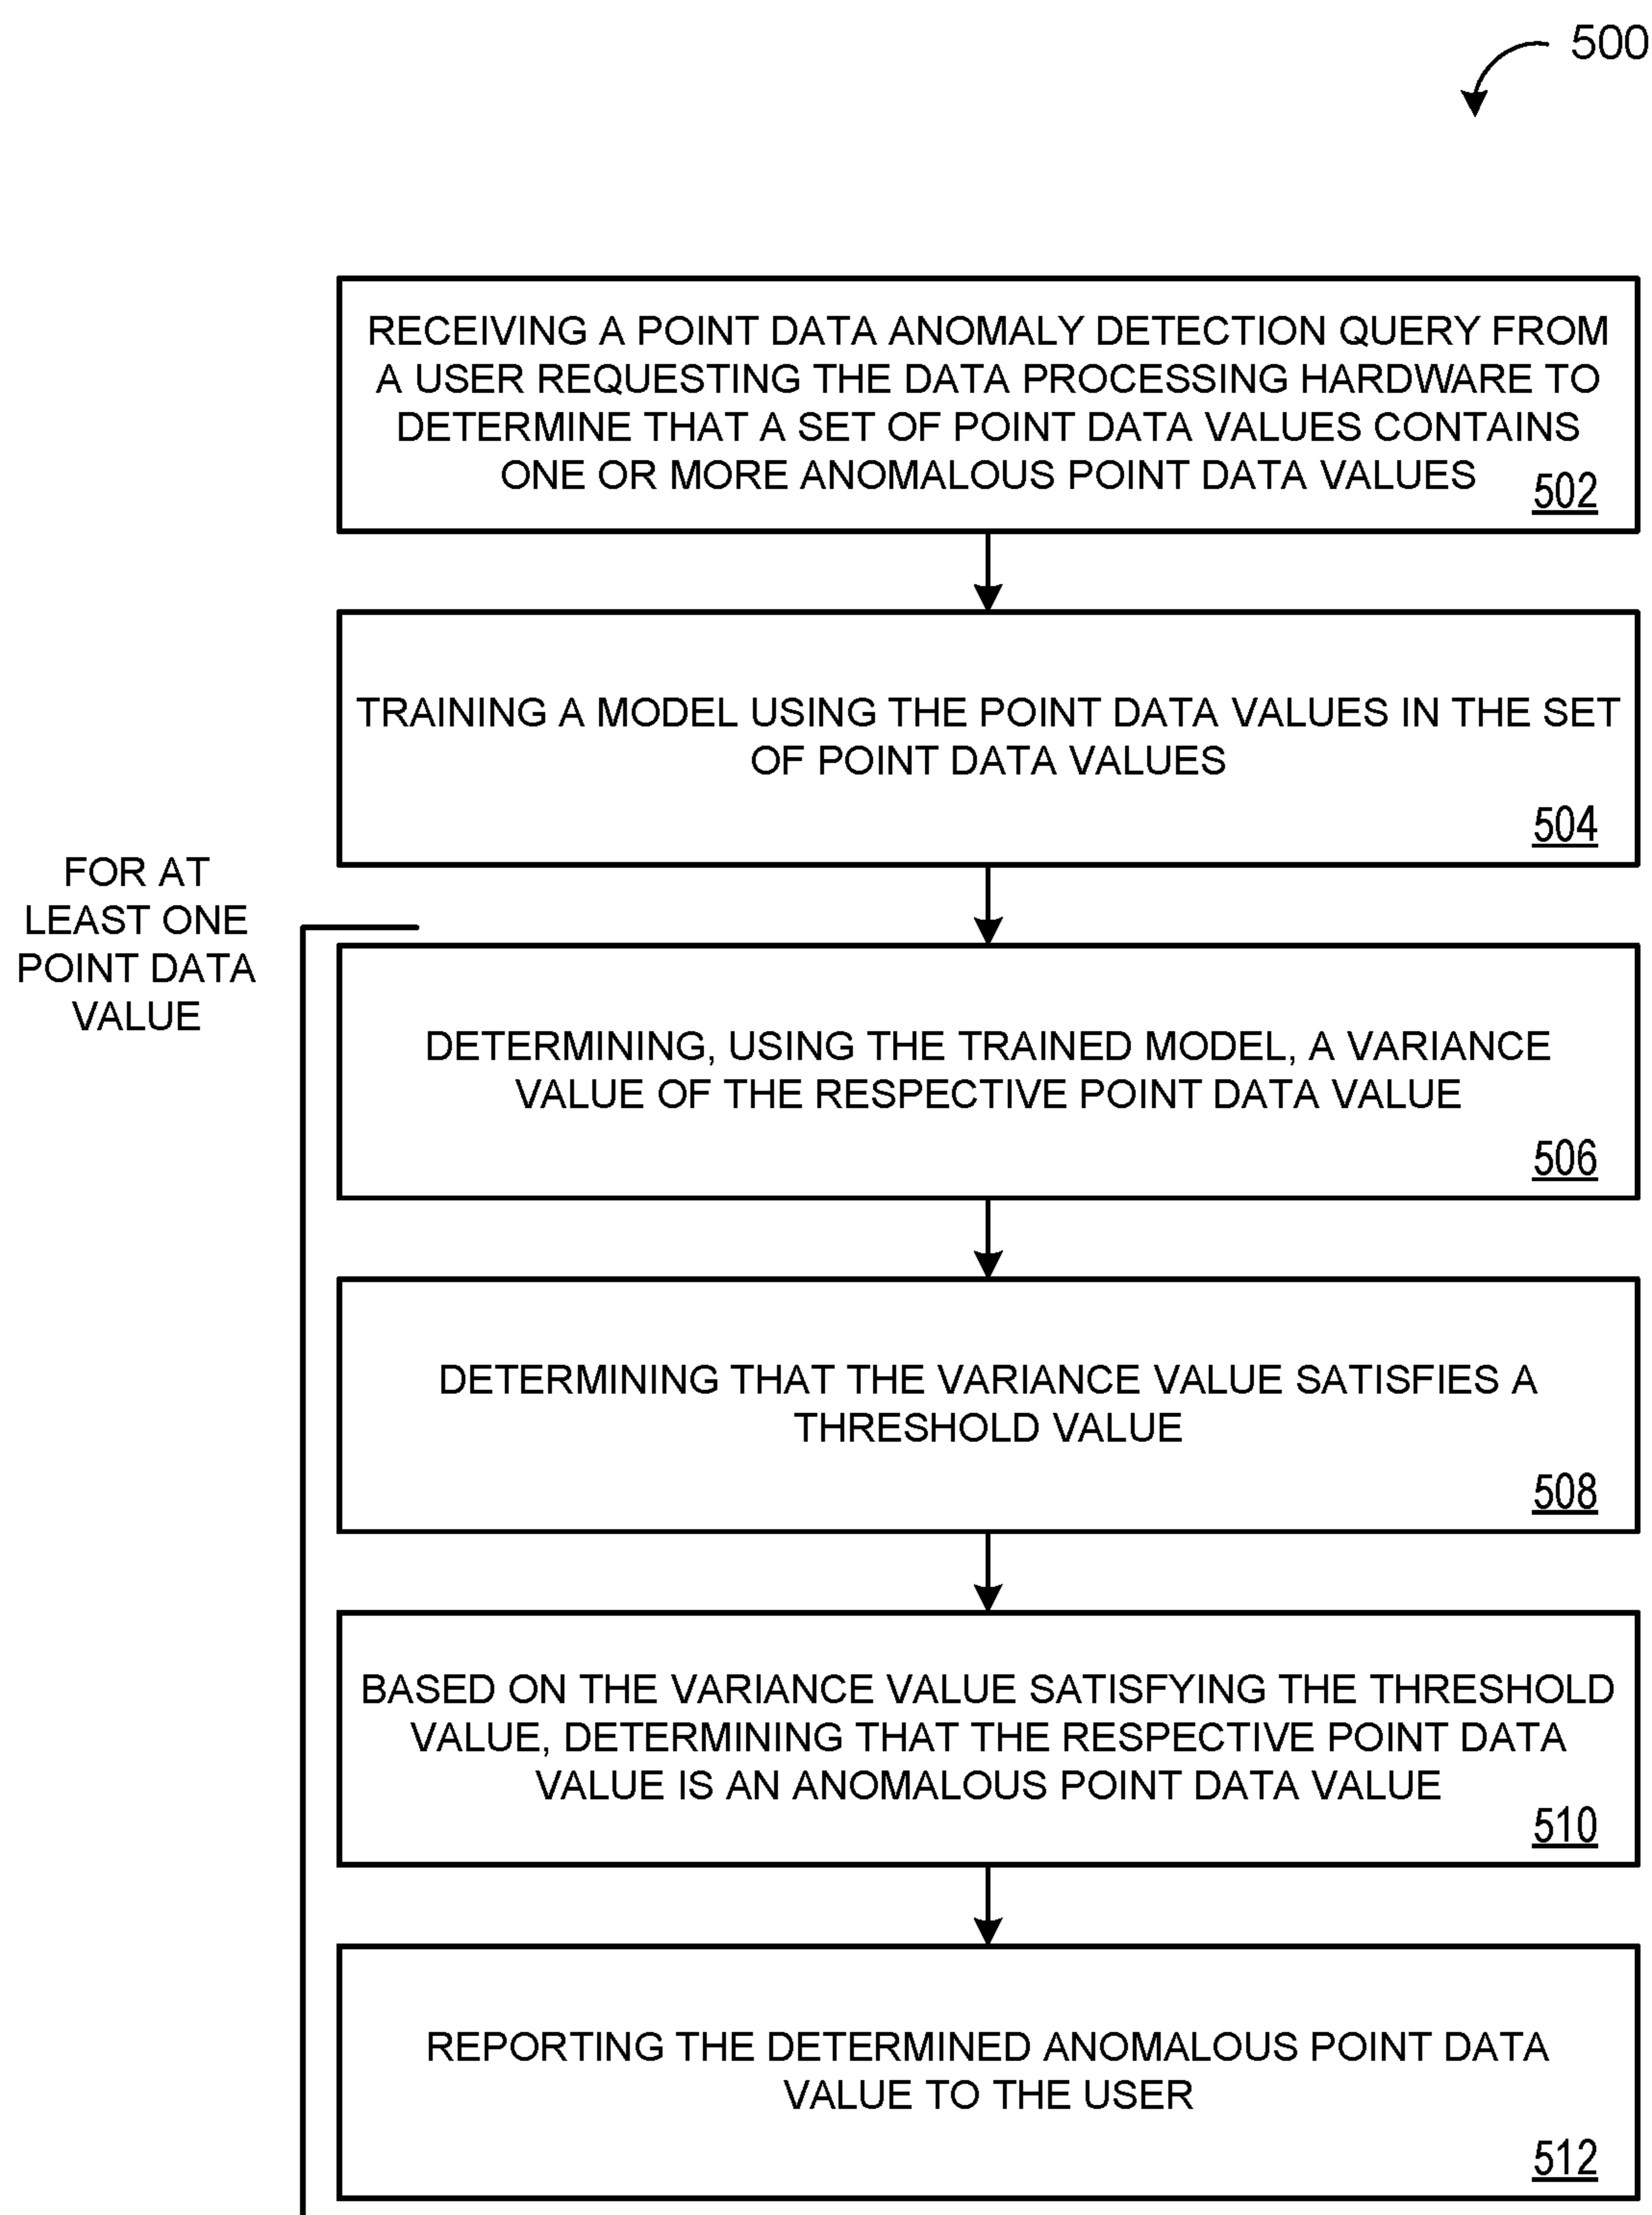 500
RECEIVING A POINT DATA ANOMALY DETECTION QUERY FROM
A USER REQUESTING THE DATA PROCESSING HARDWARE TO
DETERMINE THAT A SET OF POINT DATA VALUES CONTAINS
ONE OR MORE ANOMALOUS POINT DATA VALUES
502
TRAINING A MODEL USING THE POINT DATA VALUES IN THE SET
OF POINT DATA VALUES
504
FOR AT
LEAST ONE
POINT DATA
VALUE
DETERMINING, USING THE TRAINED MODEL, A VARIANCE
VALUE OF THE RESPECTIVE POINT DATA VALUE
506
DETERMINING THAT THE VARIANCE VALUE SATISFIES A
THRESHOLD VALUE
508
BASED ON THE VARIANCE VALUE SATISFYING THE THRESHOLD
VALUE, DETERMINING THAT THE RESPECTIVE POINT DATA
VALUE IS AN ANOMALOUS POINT DATA VALUE
510
REPORTING THE DETERMINED ANOMALOUS POINT DATA
VALUE TO THE USER
512